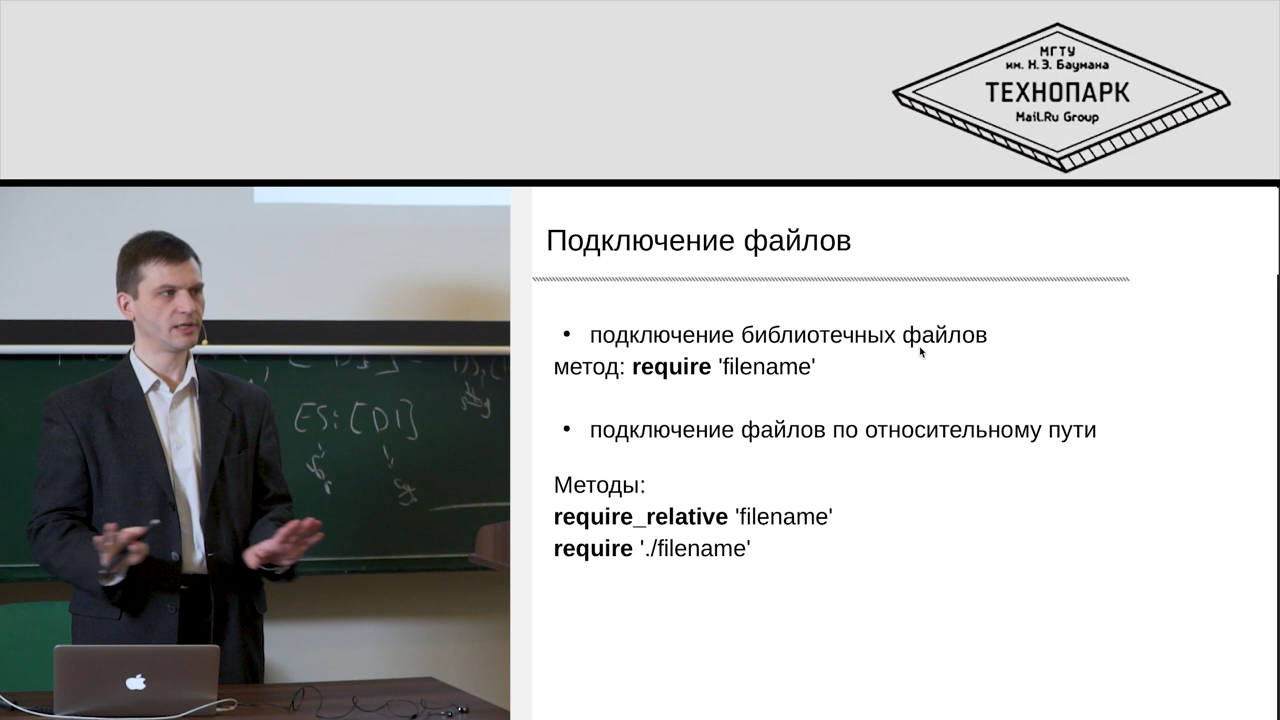 МГТУ
им. Н.Э. Баумана
ТЕХНОПАРК
Mail.Ru Group
Подключение файлов
• подключение библиотечных файлов
метод: require 'filename'
• подключение файлов по относительному пути
Методы:
require_relative 'filename'
require './filename'
ES: [DI]